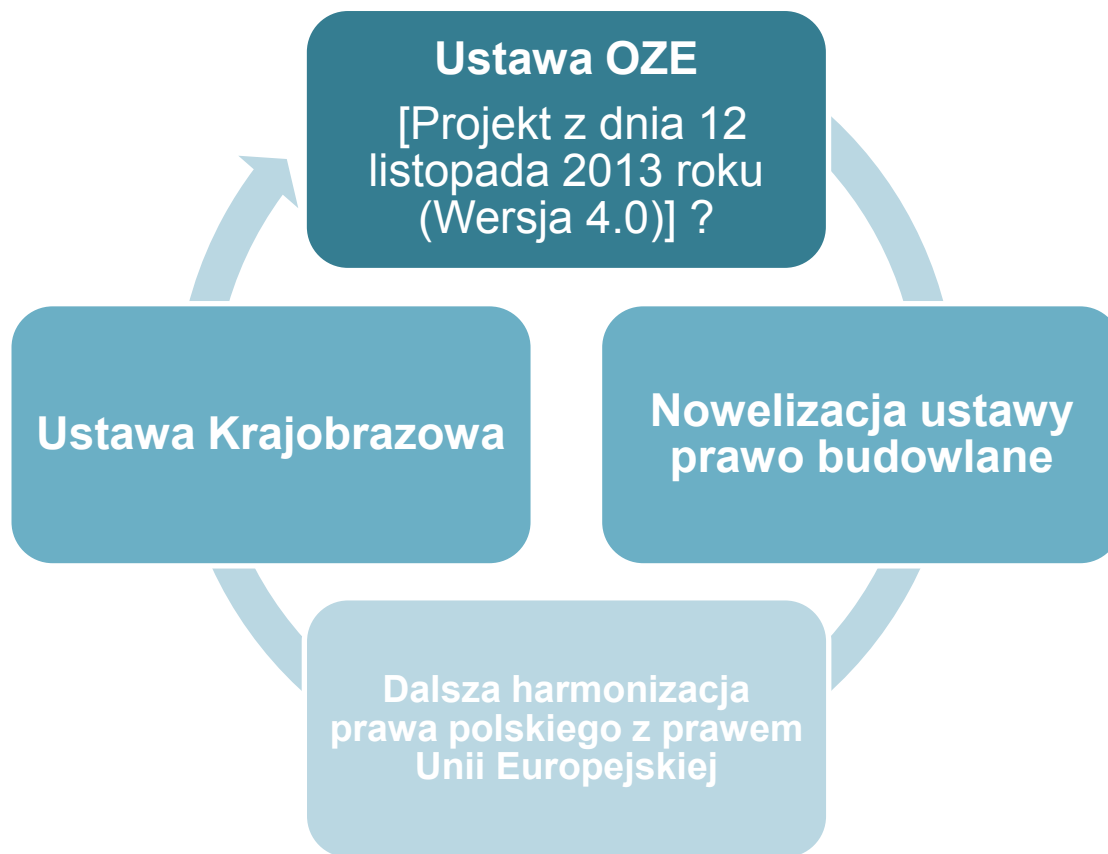 Ustawa OZE
[Projekt z dnia 12
listopada 2013 roku
(Wersja 4.0)] ?
Ustawa Krajobrazowa
Nowelizacja ustawy
prawo budowlane
Dalsza harmonizacja
prawa polskiego z prawem
Unii Europejskiej